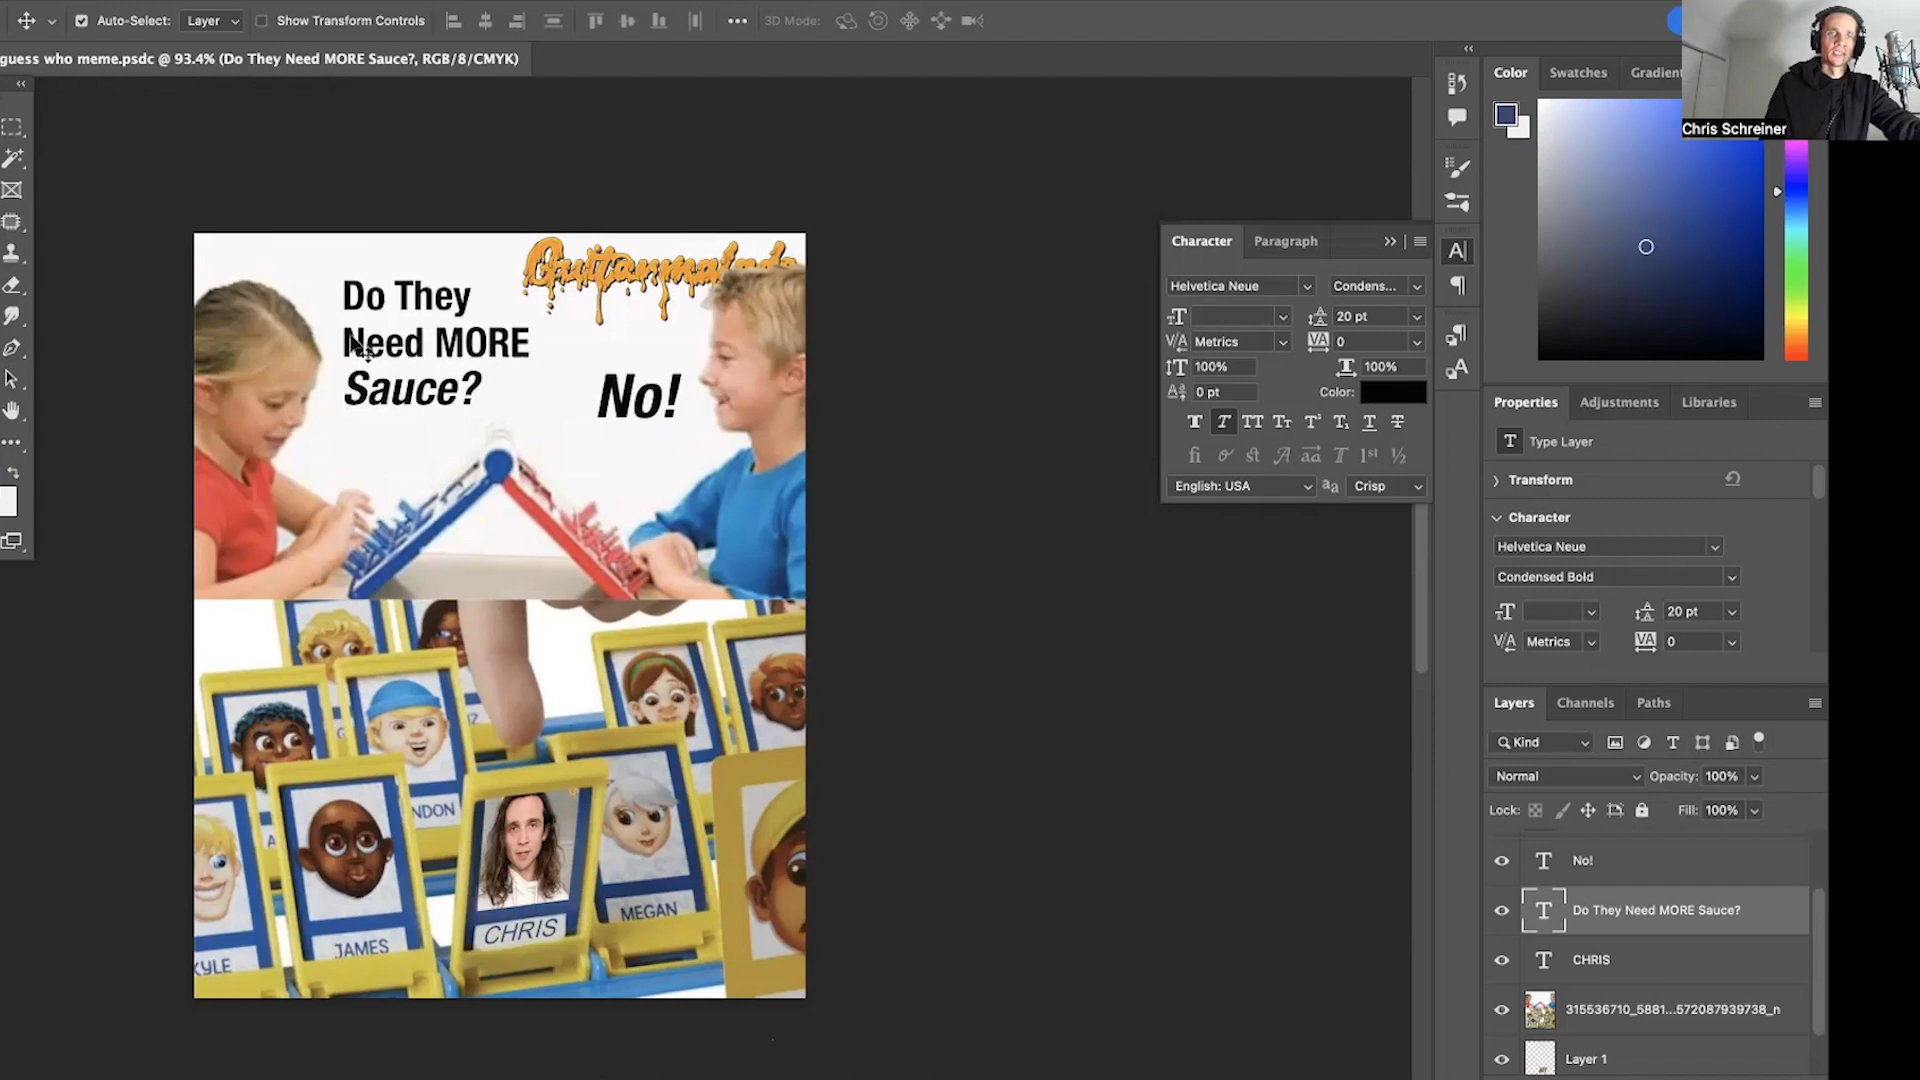 Auto-Select:
Layer
Show Transform Controls
3D Mode:
guess who meme.psdc @ 93.4% (Do They Need MORE Sauce?, RGB/8/CMYK)
Color
Swatches
Gradien
Chris Schreiner
Do They
Need MORE
Sauce?
No!
KYLE
JAMES
NDON
CHRIS
MEGAN
Character
Paragraph
Helvetica Neue
Condens...
20 pt
Metrics
0
100%
100%
0 pt
Color:
English: USA
Crisp
Properties
Adjustments
Libraries
Type Layer
Transform
Character
Helvetica Neue
Condensed Bold
20 pt
Metrics
0
Layers
Channels
Paths
Kind
Normal
Opacity: 100%
Lock:
Fill: 100%
No!
Do They Need MORE Sauce?
CHRIS
315536710_5881...572087939738_n
Layer 1